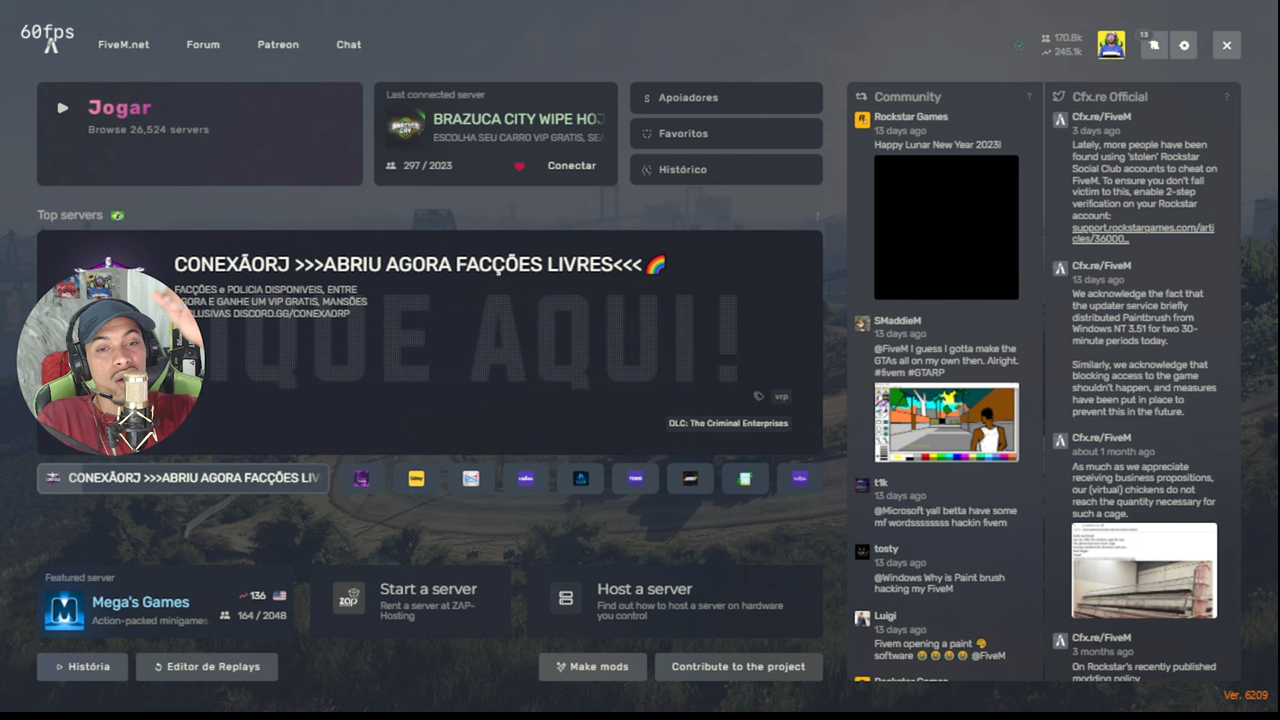 60fps
FiveM.net
Forum
Patreon
Chat
170.8k
245.1k
13
Jogar
Browse 26,524 servers
Last connected server
BRAZUCA CITY WIPE HOJ
ESCOLHA SEU CARRO VIP GRATIS, SEA
297 / 2023
Conectar
Apoiadores
Favoritos
Histórico
Top servers
?
CONEXÃORJ >>>ABRIU AGORA FACÇÕES LIVRES<<<
FACÇÕES e POLICIA DISPONIVEIS, ENTRE
AGORA E GANHE UM VIP GRATIS, MANSÕES
EXCLUSIVAS DISCORD.GG/CONEXAORP
IQUE AQUI !
vrp
DLC: The Criminal Enterprises
CONEXÃORJ >>>ABRIU AGORA FACÇÕES LIV
Featured server
Mega's Games
Action-packed minigames
136
164 / 2048
ZAP
Start a server
Rent a server at ZAP-
Hosting
Host a server
Find out how to host a server on hardware
you control
História
Editor de Replays
Make mods
Contribute to the project
Community
?
Rockstar Games
13 days ago
Happy Lunar New Year 2023!
SMaddieM
13 days ago
@FiveM I guess I gotta make the
GTAs all on my own then. Alright.
#fivem #GTARP
t1k
13 days ago
@Microsoft yall betta have some
mf wordssssssss hackin fivem
tosty
13 days ago
@Windows Why is Paint brush
hacking my FiveM
Luigi
13 days ago
Fivem opening a paint
software @FiveM
Rockstar Games
Cfx.re Official
?
Cfx.re/FiveM
3 days ago
Lately, more people have been
found using 'stolen' Rockstar
Social Club accounts to cheat on
FiveM. To ensure you don't fall
victim to this, enable 2-step
verification on your Rockstar
account:
support.rockstargames.com/arti
cles/36000…
Cfx.re/FiveM
13 days ago
We acknowledge the fact that
the updater service briefly
distributed Paintbrush from
Windows NT 3.51 for two 30-
minute periods today.
Similarly, we acknowledge that
blocking access to the game
shouldn't happen, and measures
have been put in place to
prevent this in the future.
Cfx.re/FiveM
about 1 month ago
As much as we appreciate
receiving business propositions,
our (virtual) chickens do not
reach the quantity necessary for
such a cage.
Cfx.re/FiveM
3 months ago
On Rockstar's recently published
modding policy
Ver. 6209